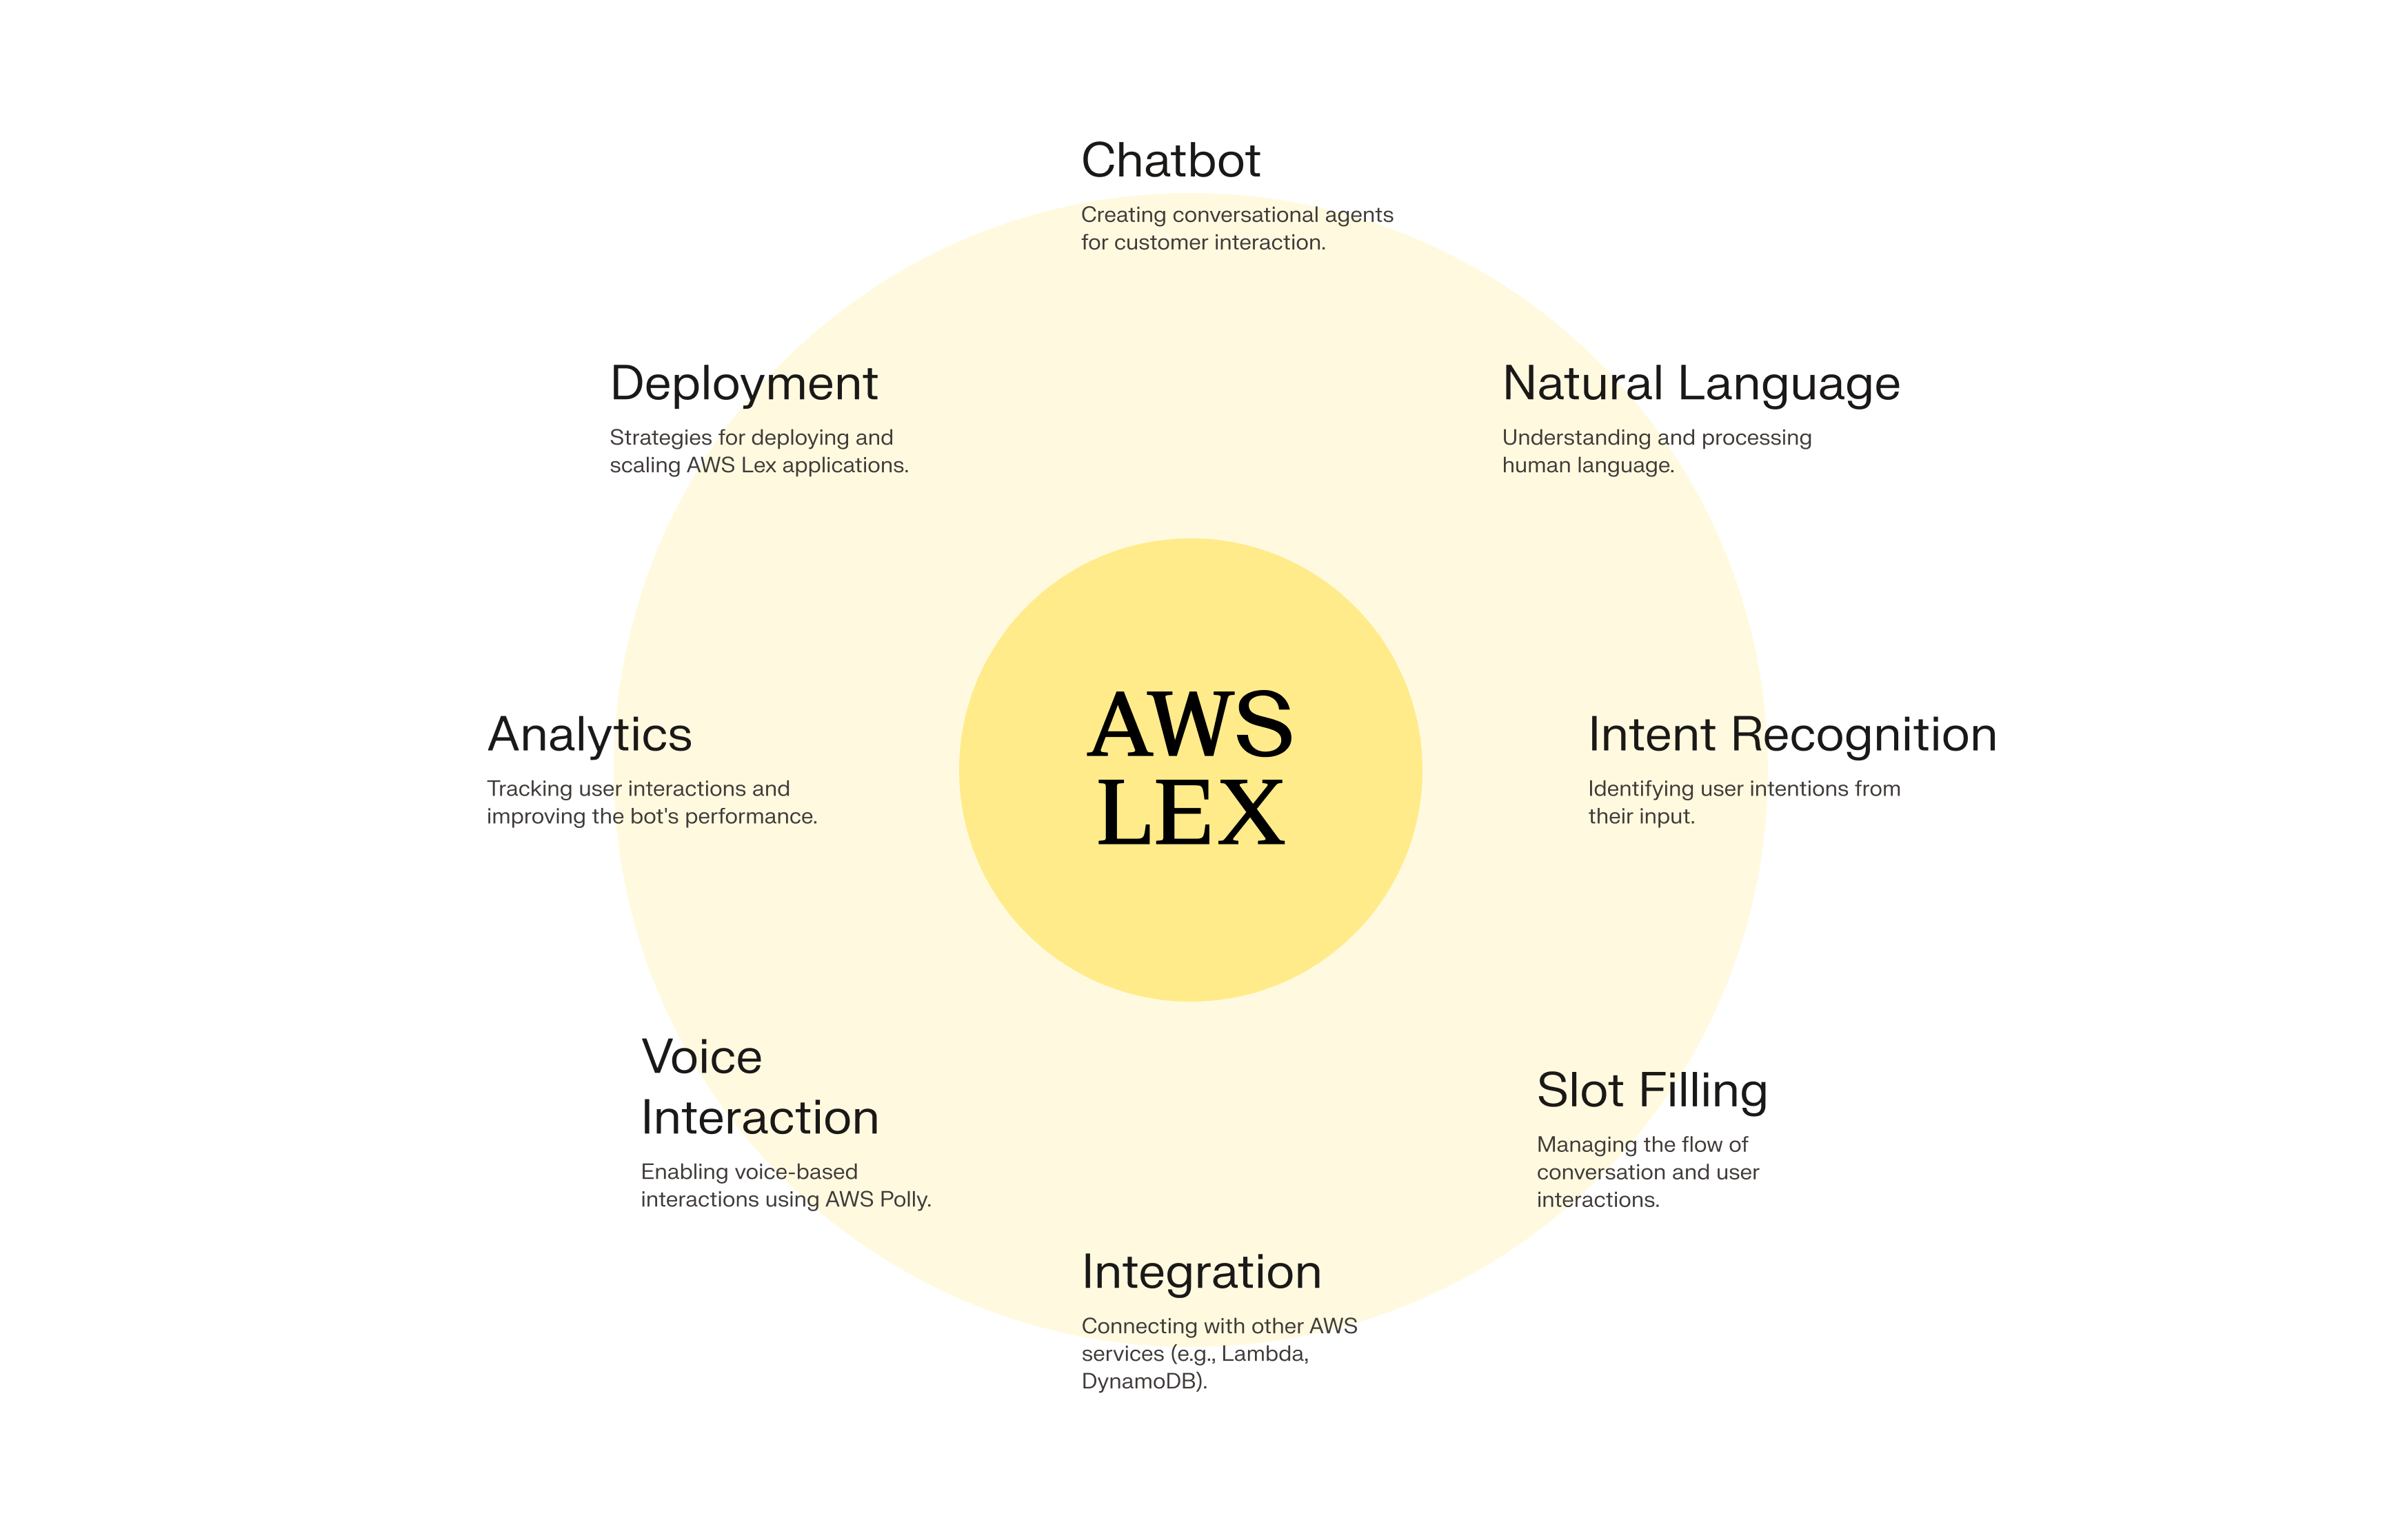 Chatbot
Creating conversational agents
for customer interaction.
Deployment
Strategies for deploying and
scaling AWS Lex applications.
Natural Language
Understanding and processing
human language.
Analytics
Tracking user interactions and
improving the bot's performance.
AWS
LEX
Intent Recognition
Identifying user intentions from
their input.
Voice
Interaction
Enabling voice-based
interactions using AWS Polly.
Slot Filling
Managing the flow of
conversation and user
interactions.
Integration
Connecting with other AWS
services (e.g., Lambda,
DynamoDB).